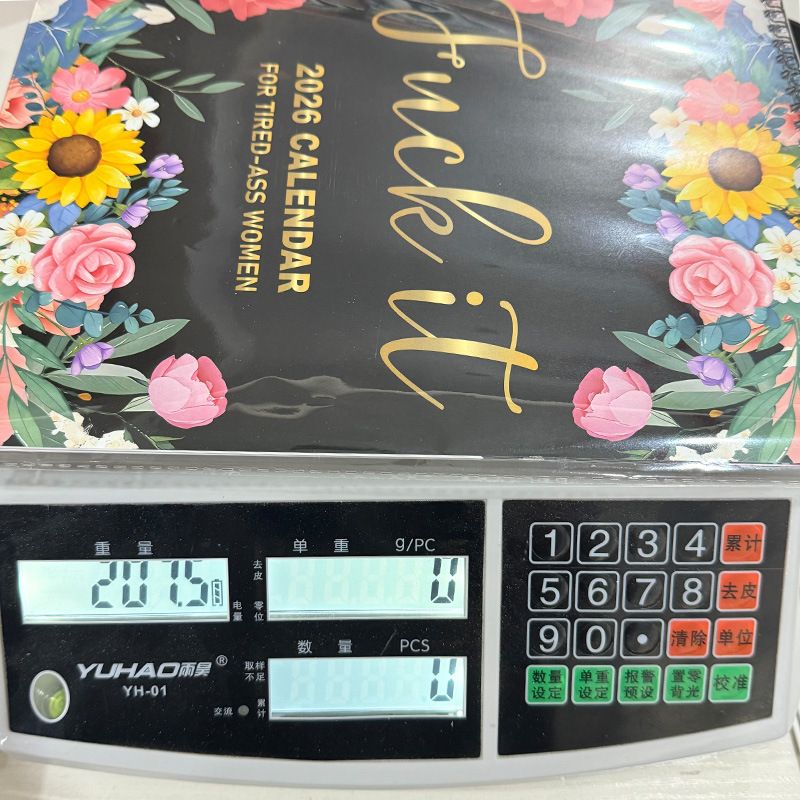 Fuck it
2026 CALENDAR
FOR TIRED-ASS WOMEN
重 量
去皮
单 重 g/PC
201.5
电量
零位
0
数 量 / PCS
YUHAO雨昊®
YH-01
取样不足
0
交流
累计
1 2 3 4 累计
5 6 7 8 去皮
9 0 • 清除 单位
数量设定 单重设定 报警预设 置零背光 校准